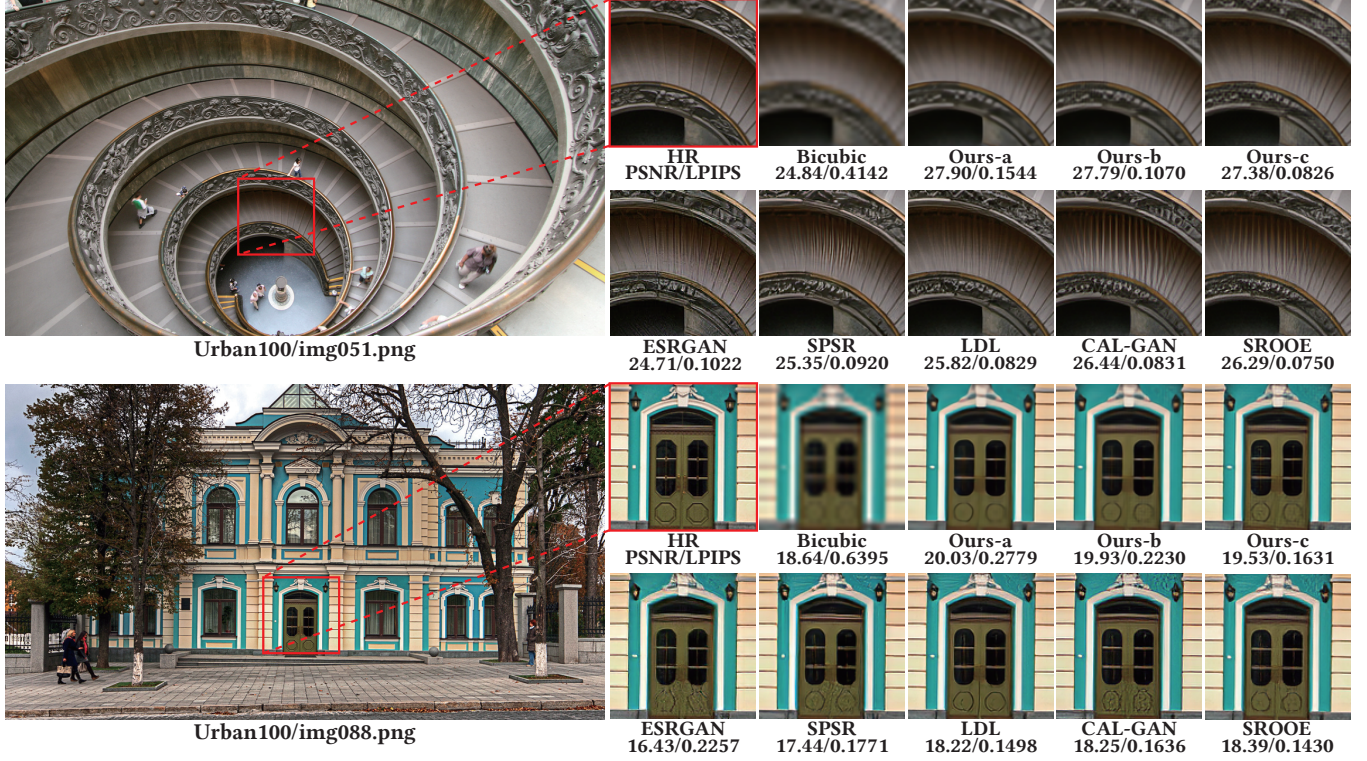 HR Bicubic Ours-a Ours-b Ours-c
PSNR/LPIPS 24.84/0.4142 27.90/0.1544 27.79/0.1070 27.38/0.0826
ESRGAN SPSR LDL CAL-GAN SROOE
24.71/0.1022 25.35/0.0920 25.82/0.0829 26.44/0.0831 26.29/0.0750
Urban100/img051.png
HR Bicubic Ours-a Ours-b Ours-c
PSNR/LPIPS 18.64/0.6395 20.03/0.2779 19.93/0.2230 19.53/0.1631
ESRGAN SPSR LDL CAL-GAN SROOE
16.43/0.2257 17.44/0.1771 18.22/0.1498 18.25/0.1636 18.39/0.1430
Urban100/img088.png